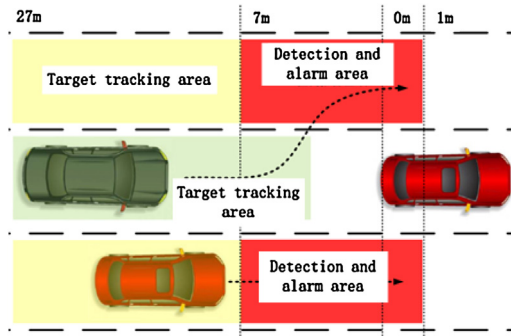 27m 7m 0m 1m
Detection and
alarm area
Target tracking area
Target tracking
area
Detection and
alarm area